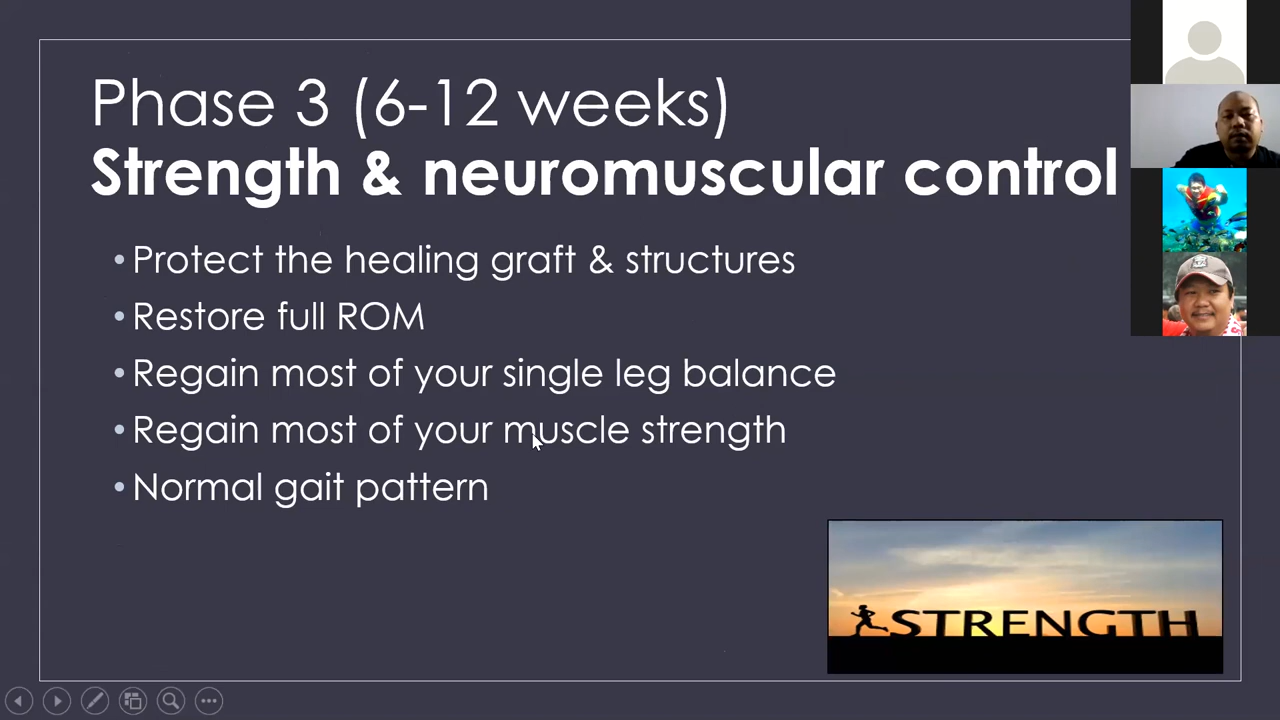 Phase 3 (6-12 weeks)
Strength & neuromuscular control
•Protect the healing graft & structures
•Restore full ROM
•Regain most of your single leg balance
•Regain most of your muscle strength
•Normal gait pattern
STRENGTH